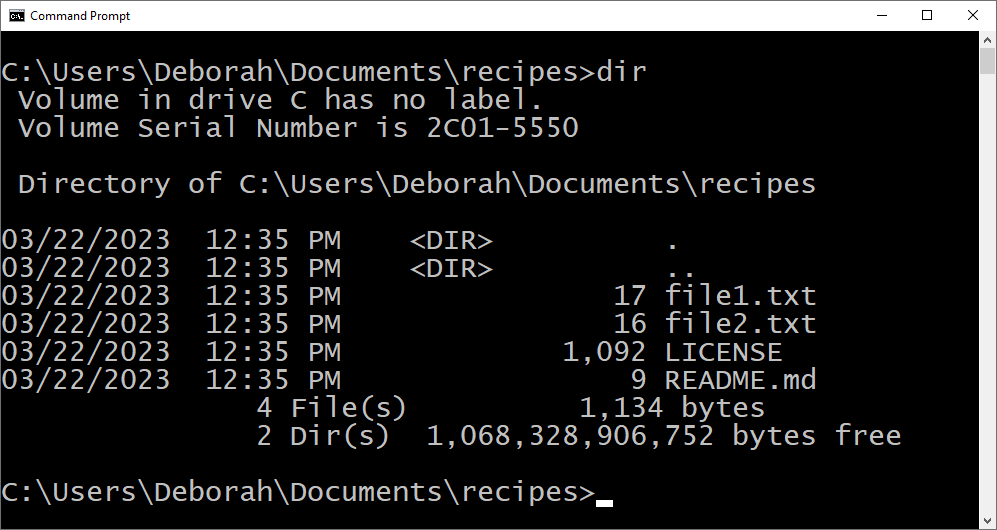 Command Prompt
C:\Users\Deborah\Documents\recipes>dir
 Volume in drive C has no label.
 Volume Serial Number is 2C01-5550

 Directory of C:\Users\Deborah\Documents\recipes

03/22/2023  12:35 PM    <DIR>          .
03/22/2023  12:35 PM    <DIR>          ..
03/22/2023  12:35 PM                17 file1.txt
03/22/2023  12:35 PM                16 file2.txt
03/22/2023  12:35 PM             1,092 LICENSE
03/22/2023  12:35 PM                 9 README.md
               4 File(s)          1,134 bytes
               2 Dir(s)  1,068,328,906,752 bytes free

C:\Users\Deborah\Documents\recipes>